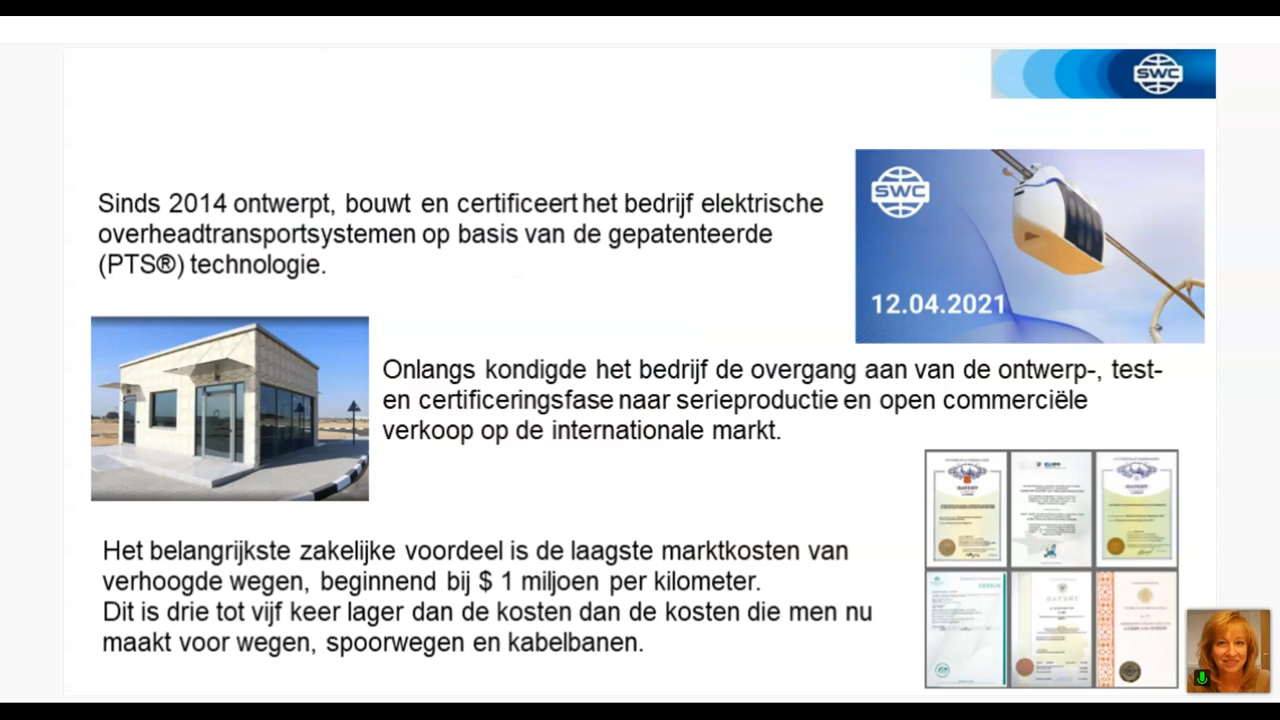 SWC
SWC
12.04.2021
Sinds 2014 ontwerpt, bouwt en certificeert het bedrijf elektrische
overheadtransportsystemen op basis van de gepatenteerde
(PTS®) technologie.
Onlangs kondigde het bedrijf de overgang aan van de ontwerp-, test-
en certificeringsfase naar serieproductie en open commerciële
verkoop op de internationale markt.
Het belangrijkste zakelijke voordeel is de laagste marktkosten van
verhoogde wegen, beginnend bij $ 1 miljoen per kilometer.
Dit is drie tot vijf keer lager dan de kosten dan de kosten die men nu
maakt voor wegen, spoorwegen en kabelbanen.